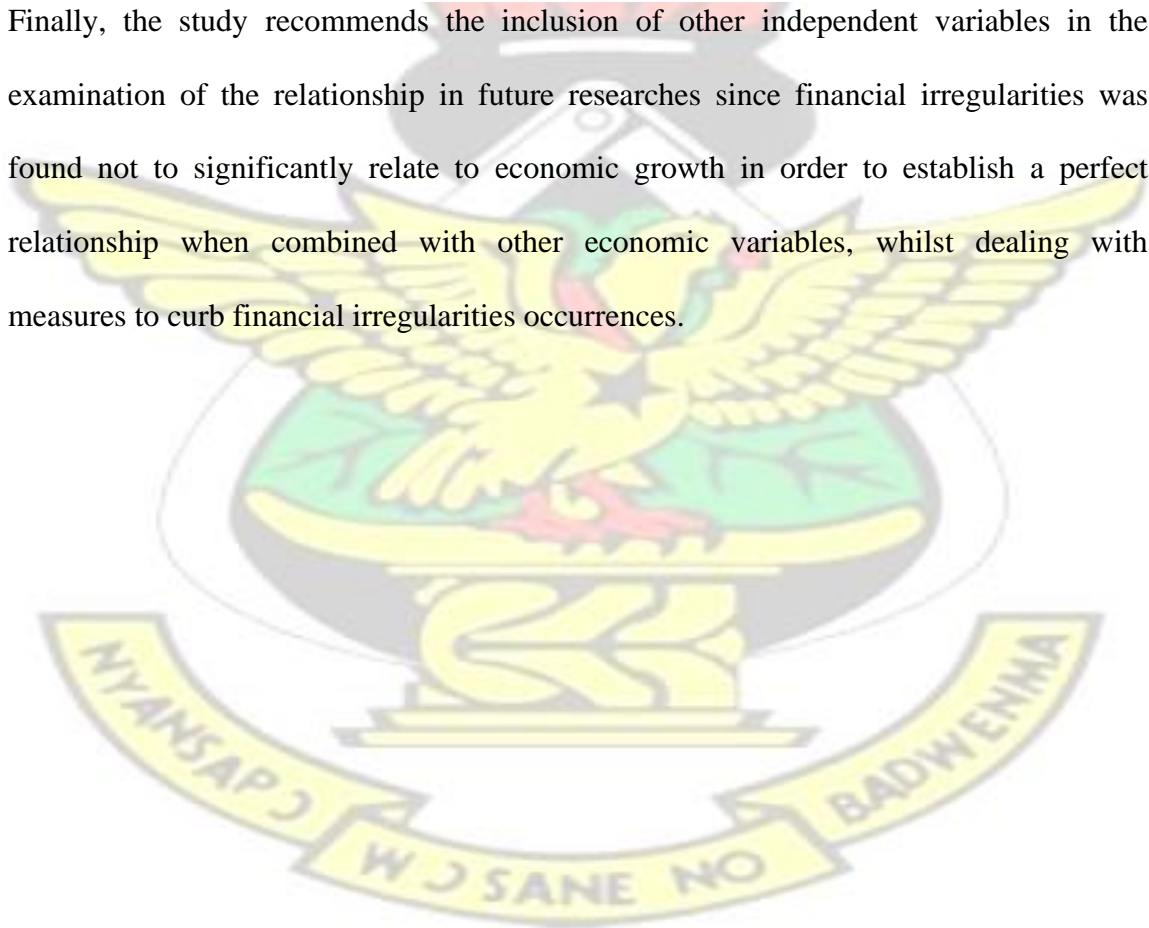 Finally, the study recommends the inclusion of other independent variables in the
examination of the relationship in future researches since financial irregularities was
found not to significantly relate to economic growth in order to establish a perfect
relationship when combined with other economic variables, whilst dealing with
measures to curb financial irregularities occurrences.
NYANSAPƆ
WƆSANE NO
BADWENMA